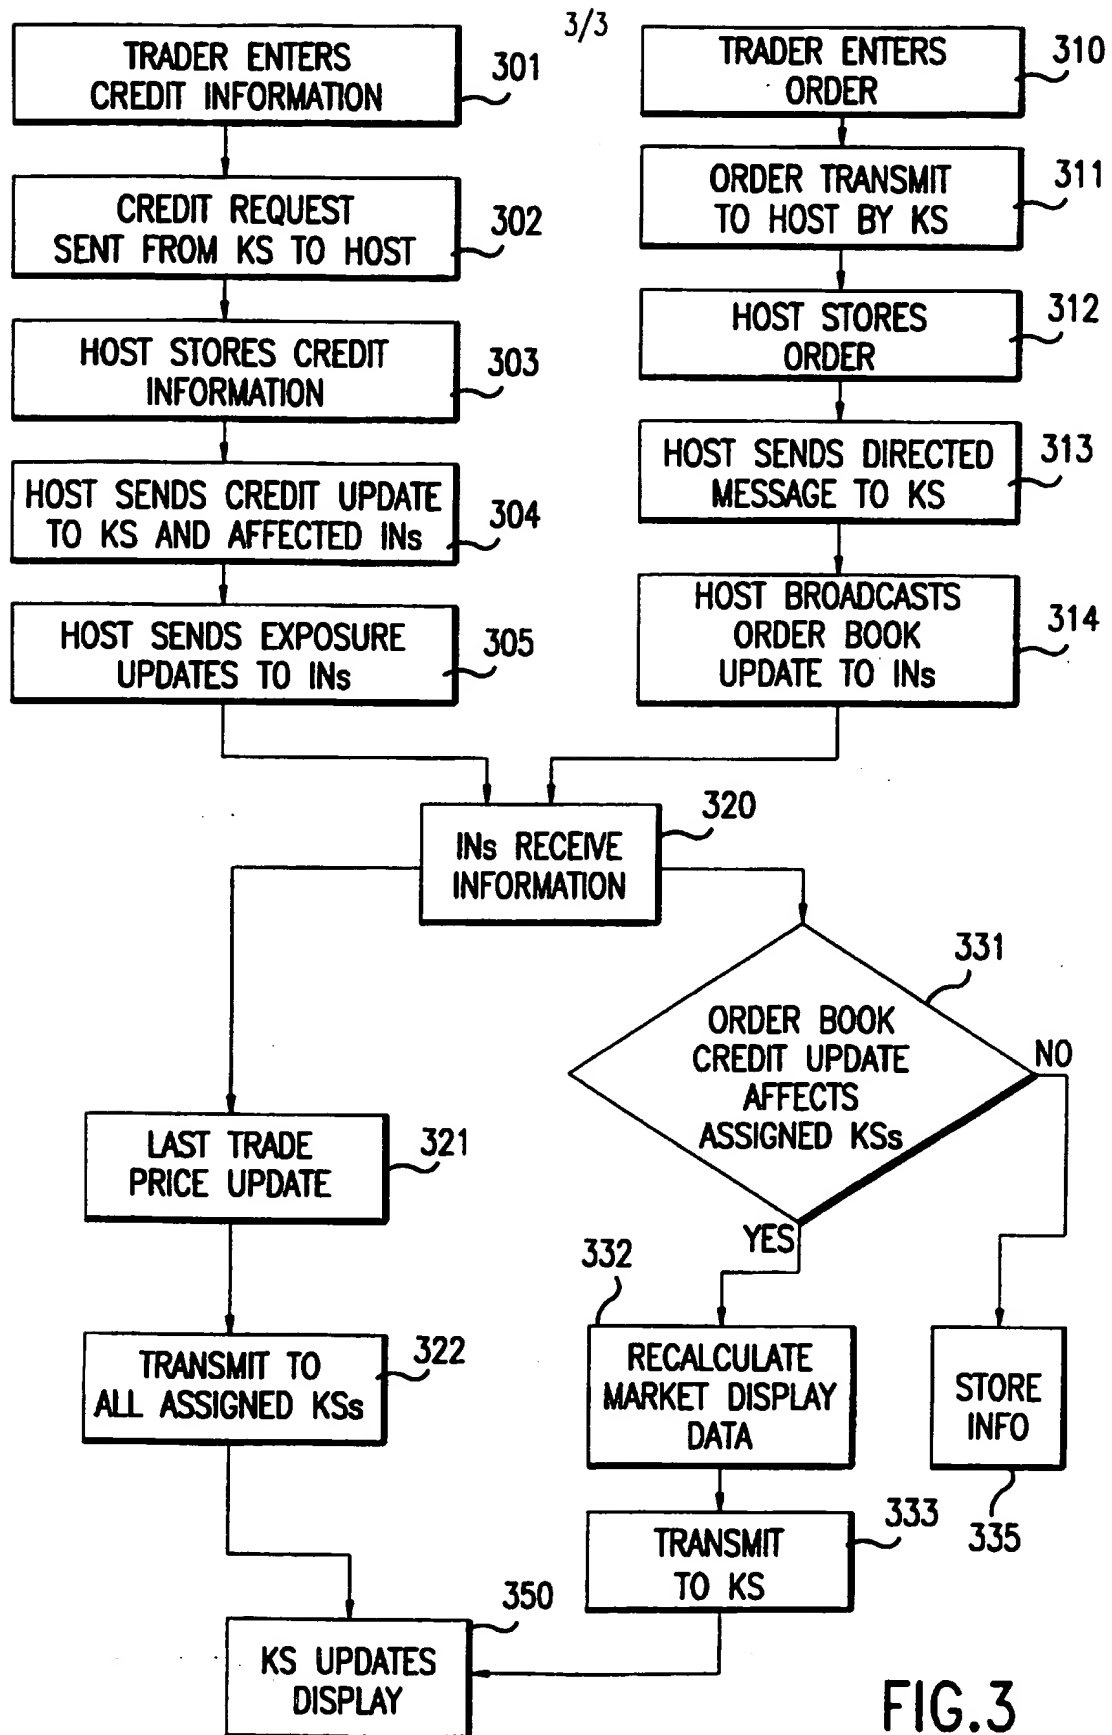 3/3
TRADER ENTERS
CREDIT INFORMATION
301
CREDIT REQUEST
SENT FROM KS TO HOST
302
HOST STORES CREDIT
INFORMATION
303
HOST SENDS CREDIT UPDATE
TO KS AND AFFECTED INs
304
HOST SENDS EXPOSURE
UPDATES TO INs
305
TRADER ENTERS
ORDER
310
ORDER TRANSMIT
TO HOST BY KS
311
HOST STORES
ORDER
312
HOST SENDS DIRECTED
MESSAGE TO KS
313
HOST BROADCASTS
ORDER BOOK
UPDATE TO INs
314
INs RECEIVE
INFORMATION
320
LAST TRADE
PRICE UPDATE
321
TRANSMIT TO
ALL ASSIGNED KSs
322
ORDER BOOK
CREDIT UPDATE
AFFECTS
ASSIGNED KSs
331
NO
YES
332
RECALCULATE
MARKET DISPLAY
DATA
STORE
INFO
335
TRANSMIT
TO KS
333
KS UPDATES
DISPLAY
350
FIG.3